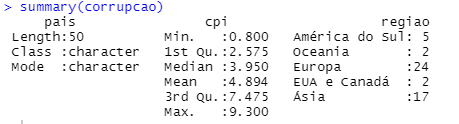 > summary(corrupcao)
pais cpi regiao
Length:50 Min. :0.800 América do Sul: 5
Class :character 1st Qu.:2.575 Oceania : 2
Mode :character Median :3.950 Europa :24
Mean :4.894 EUA e Canadá : 2
3rd Qu.:7.475 Ásia :17
Max. :9.300